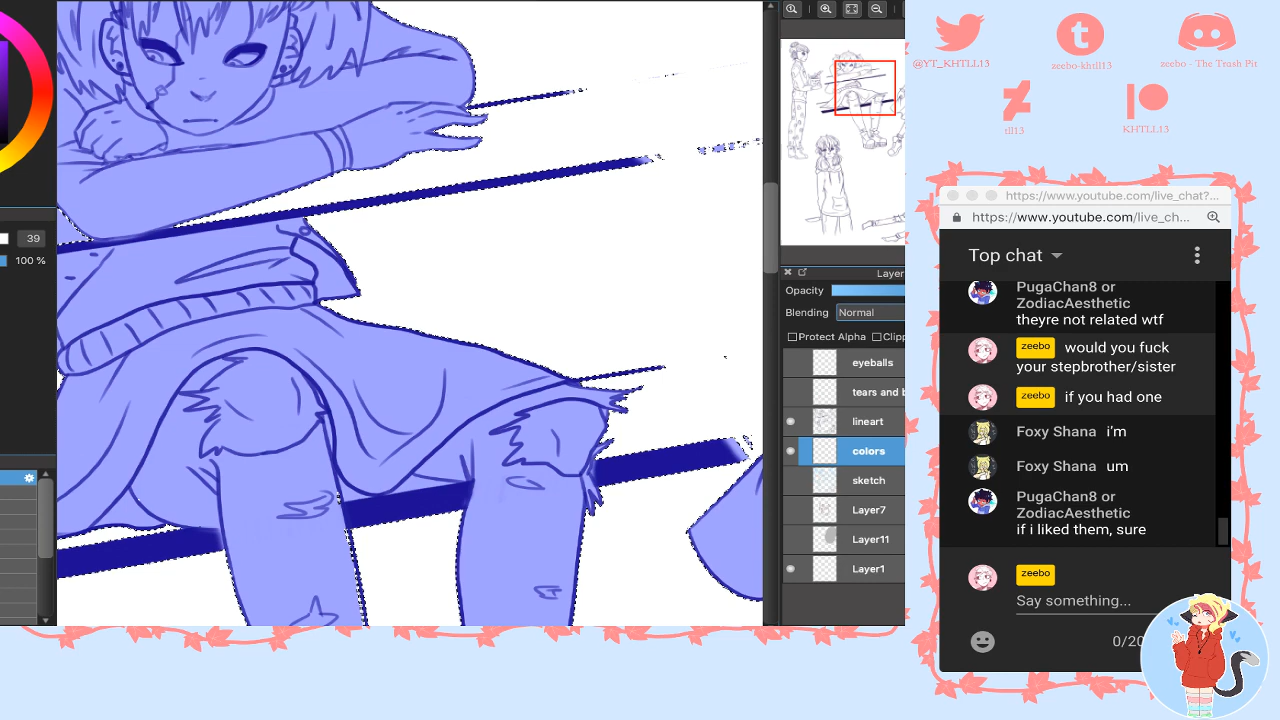 39
100 %
Layer
Opacity
Blending
Normal
Protect Alpha
Clipp
eyeballs
tears and b
lineart
colors
sketch
Layer7
Layer11
Layer1
@YT_KHTLL13
zeebo-khtll13
zeebo - The Trash Pit
tll13
KHTLL13
https://www.youtube.com/live_chat?...
https://www.youtube.com/live_ch...
Top chat
PugaChan8 or
ZodiacAesthetic
theyre not related wtf
zeebo would you fuck
your stepbrother/sister
zeebo if you had one
Foxy Shana i'm
Foxy Shana um
PugaChan8 or
ZodiacAesthetic
if i liked them, sure
zeebo
Say something...
0/20